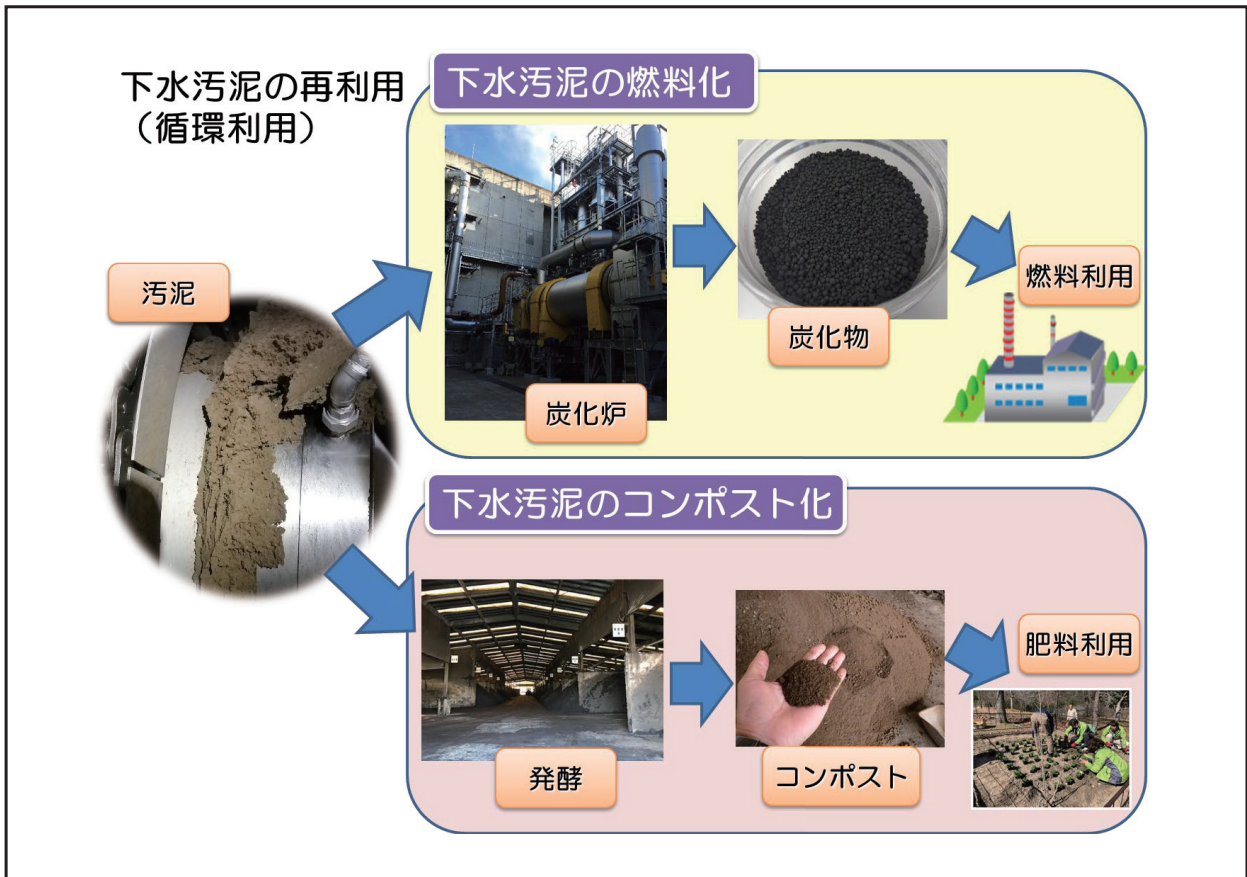 下水汚泥の再利用
（循環利用）
下水汚泥の燃料化
汚泥
炭化炉
炭化物
燃料利用
下水汚泥のコンポスト化
発酵
コンポスト
肥料利用